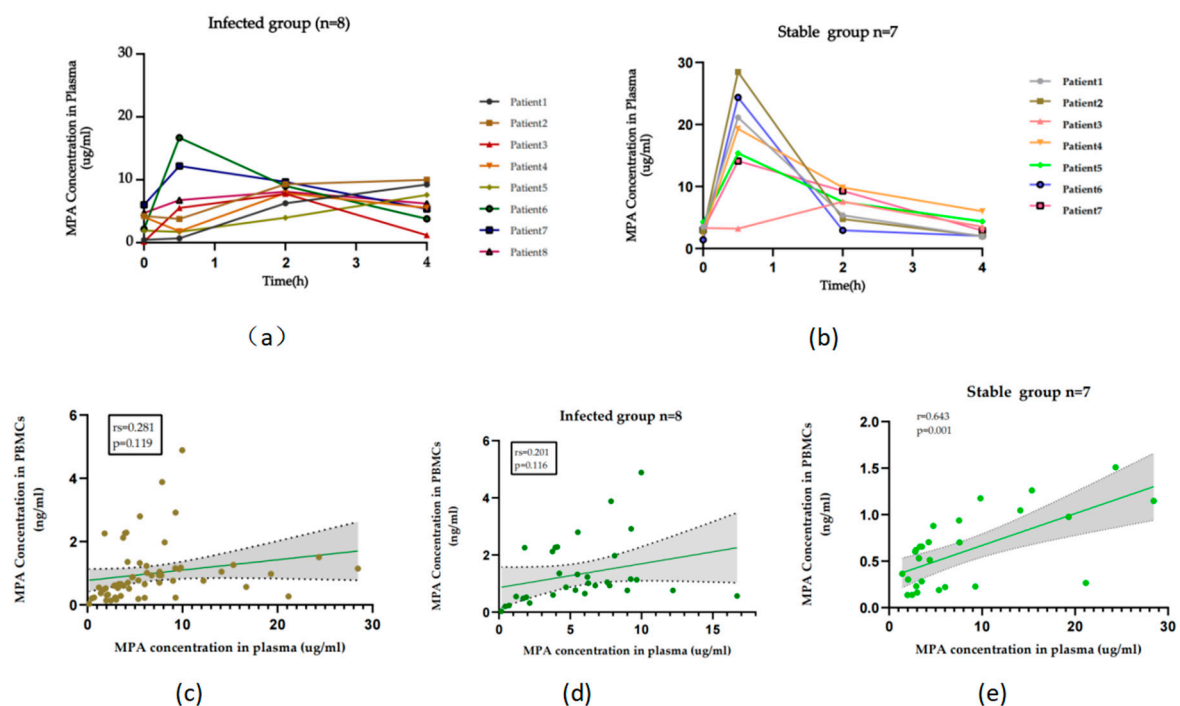 Infected group (n=8)
MPA Concentration in Plasma
(ug/ml)
30
20
10
0
0
1
2
3
4
Time(h)
Patient1
Patient2
Patient3
Patient4
Patient5
Patient6
Patient7
Patient8
(a)
Stable group n=7
MPA Concentration in Plasma
(ug/ml)
30
20
10
0
0
1
2
3
4
Time(h)
Patient1
Patient2
Patient3
Patient4
Patient5
Patient6
Patient7
(b)
MPA Concentration in PBMCs
(ng/ml)
6
4
2
0
rs=0.281
p=0.119
0
10
20
30
MPA concentration in plasma (ug/ml)
(c)
Infected group n=8
MPA Concentration in PBMCs
(ng/ml)
6
4
2
0
rs=0.201
p=0.116
0
5
10
15
MPA concentration in plasma (ug/ml)
(d)
Stable group n=7
r=0.643
p=0.001
MPA Concentration in PBMCs
(ng/ml)
2.0
1.5
1.0
0.5
0.0
0
10
20
30
MPA concentration in plasma (ug/ml)
(e)